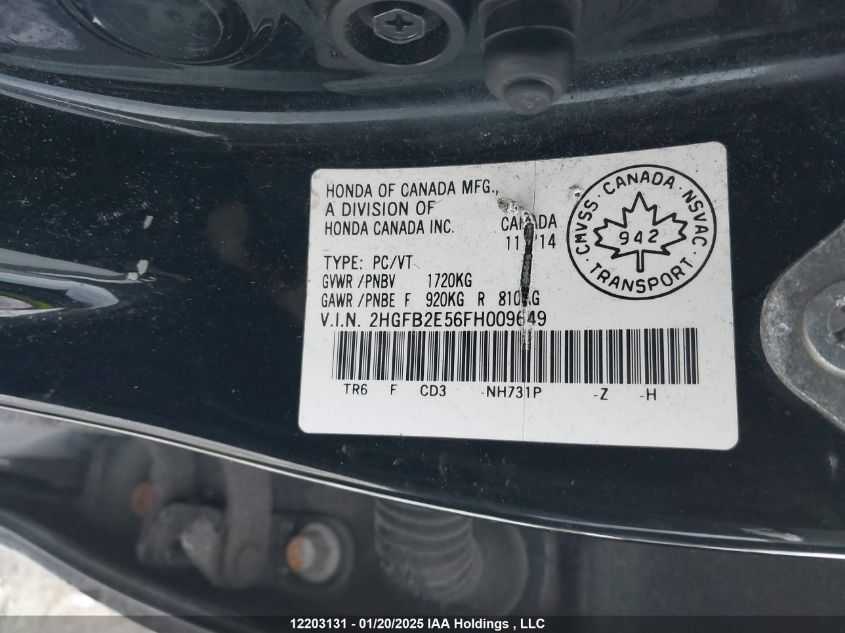 HONDA OF CANADA MFG.,
A DIVISION OF
HONDA CANADA INC.
CANADA
11/'14
TYPE: PC/VT
GVWR/PNBV 1720KG
GAWR/PNBE F 920KG R 810KG
V.I.N. 2HGFB2E56FH009649
TR6 F CD3 -NH731P -Z -H
CMVSS · CANADA · NSVAC
942
· TRANSPORT ·
12203131 - 01/20/2025 IAA Holdings , LLC